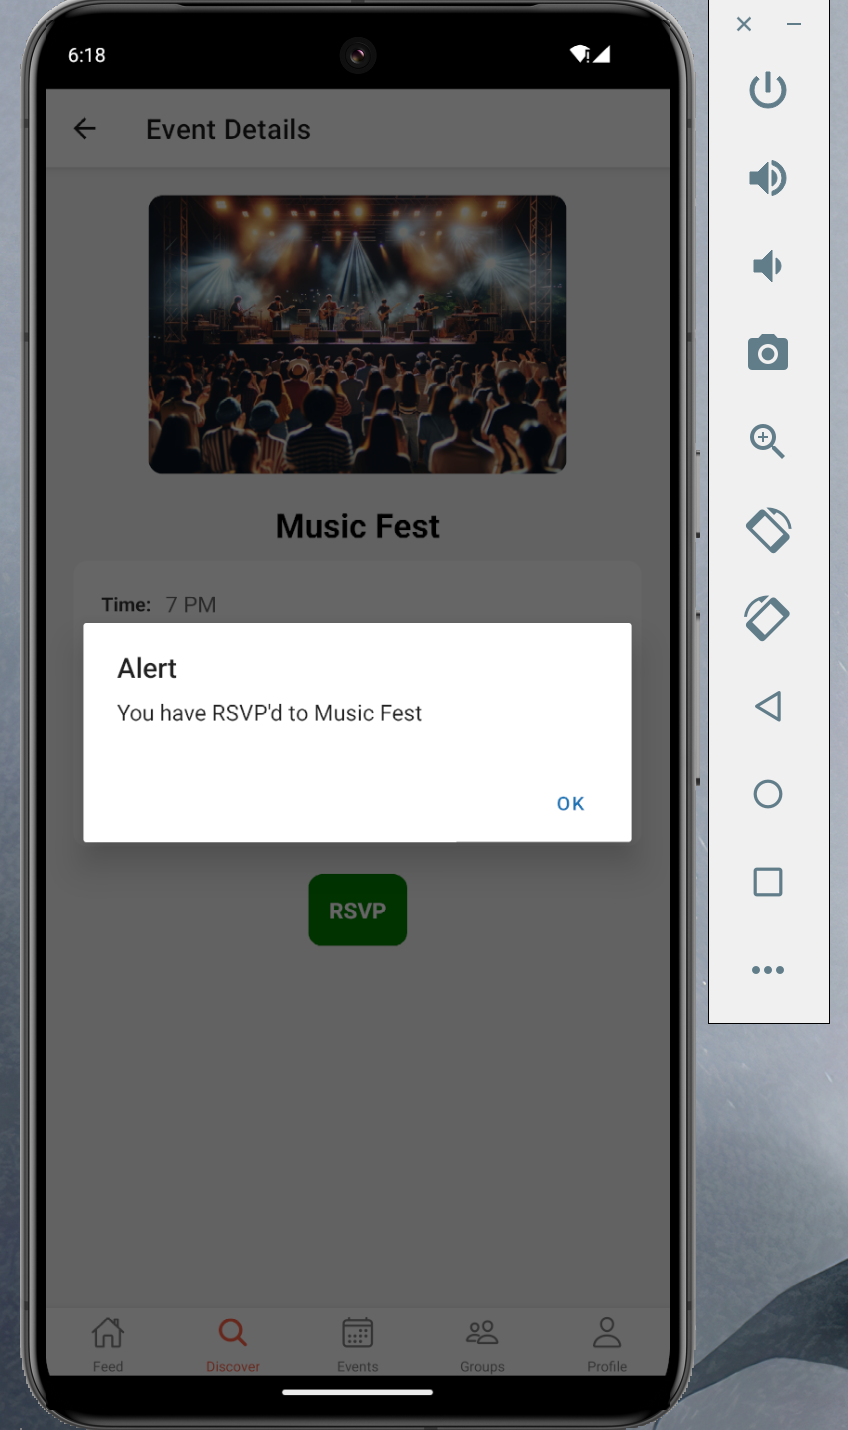 6:18
Event Details
Music Fest
Time: 7 PM
Alert
You have RSVP'd to Music Fest
OK
RSVP
Feed
Discover
Events
Groups
Profile